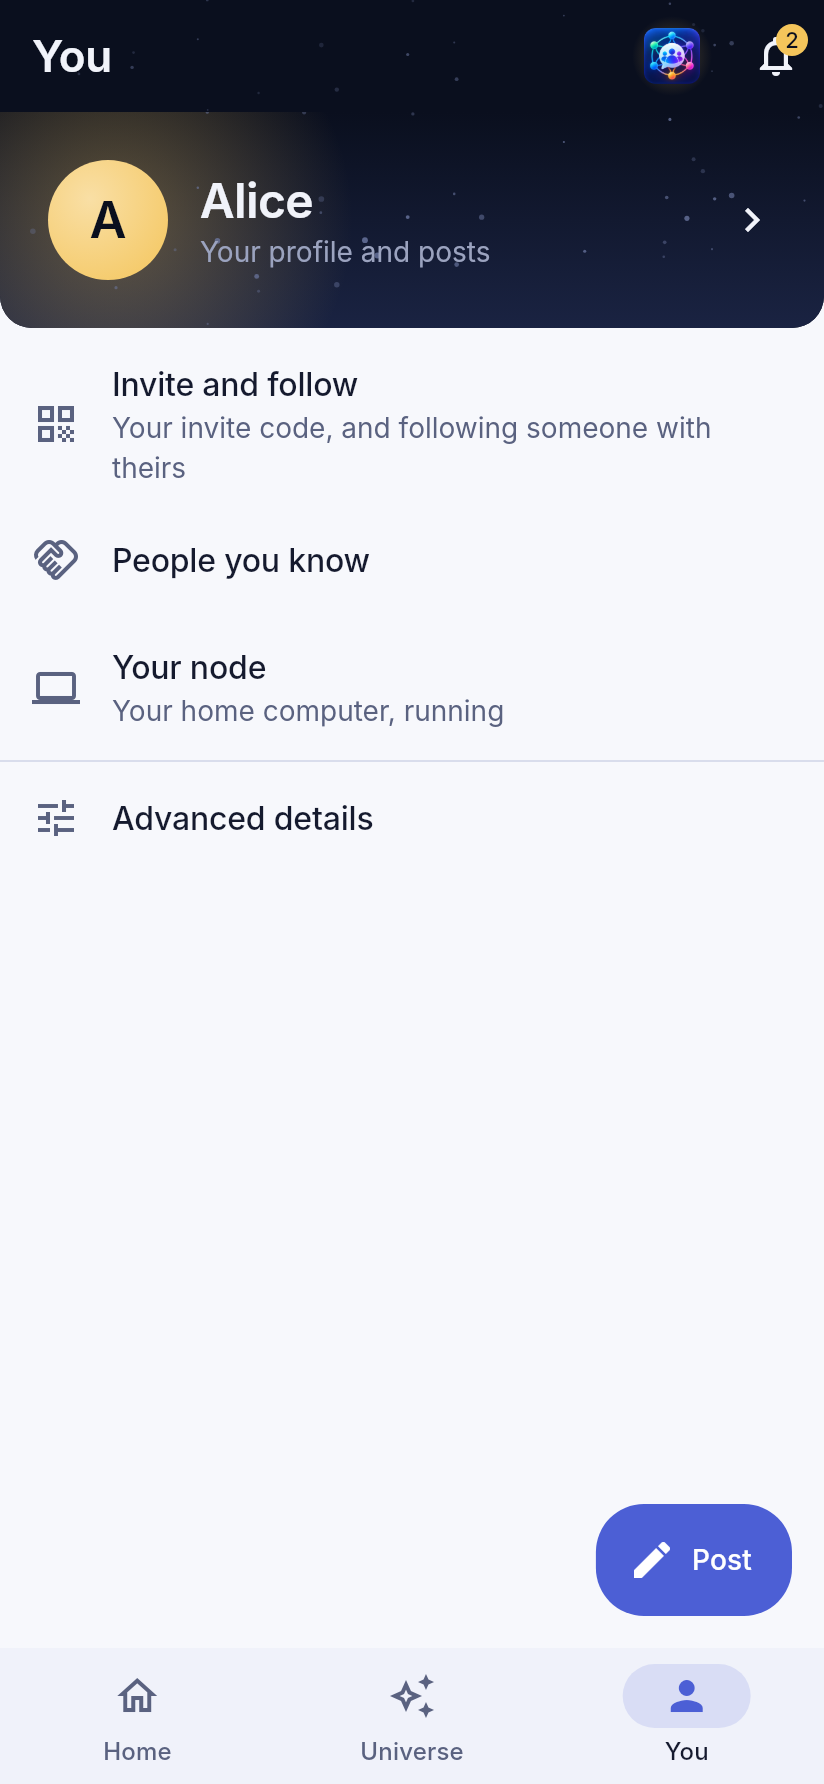 You
2
A
Alice
Your profile and posts
Invite and follow
Your invite code, and following someone with
theirs
People you know
Your node
Your home computer, running
Advanced details
Post
Home
Universe
You